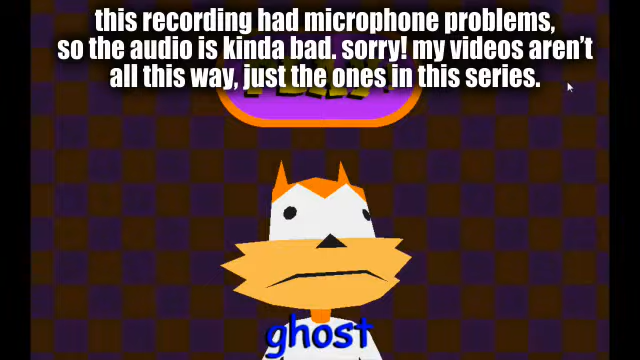 this recording had microphone problems,
so the audio is kinda bad. sorry! my videos aren't
all this way, just the ones in this series.
ghost